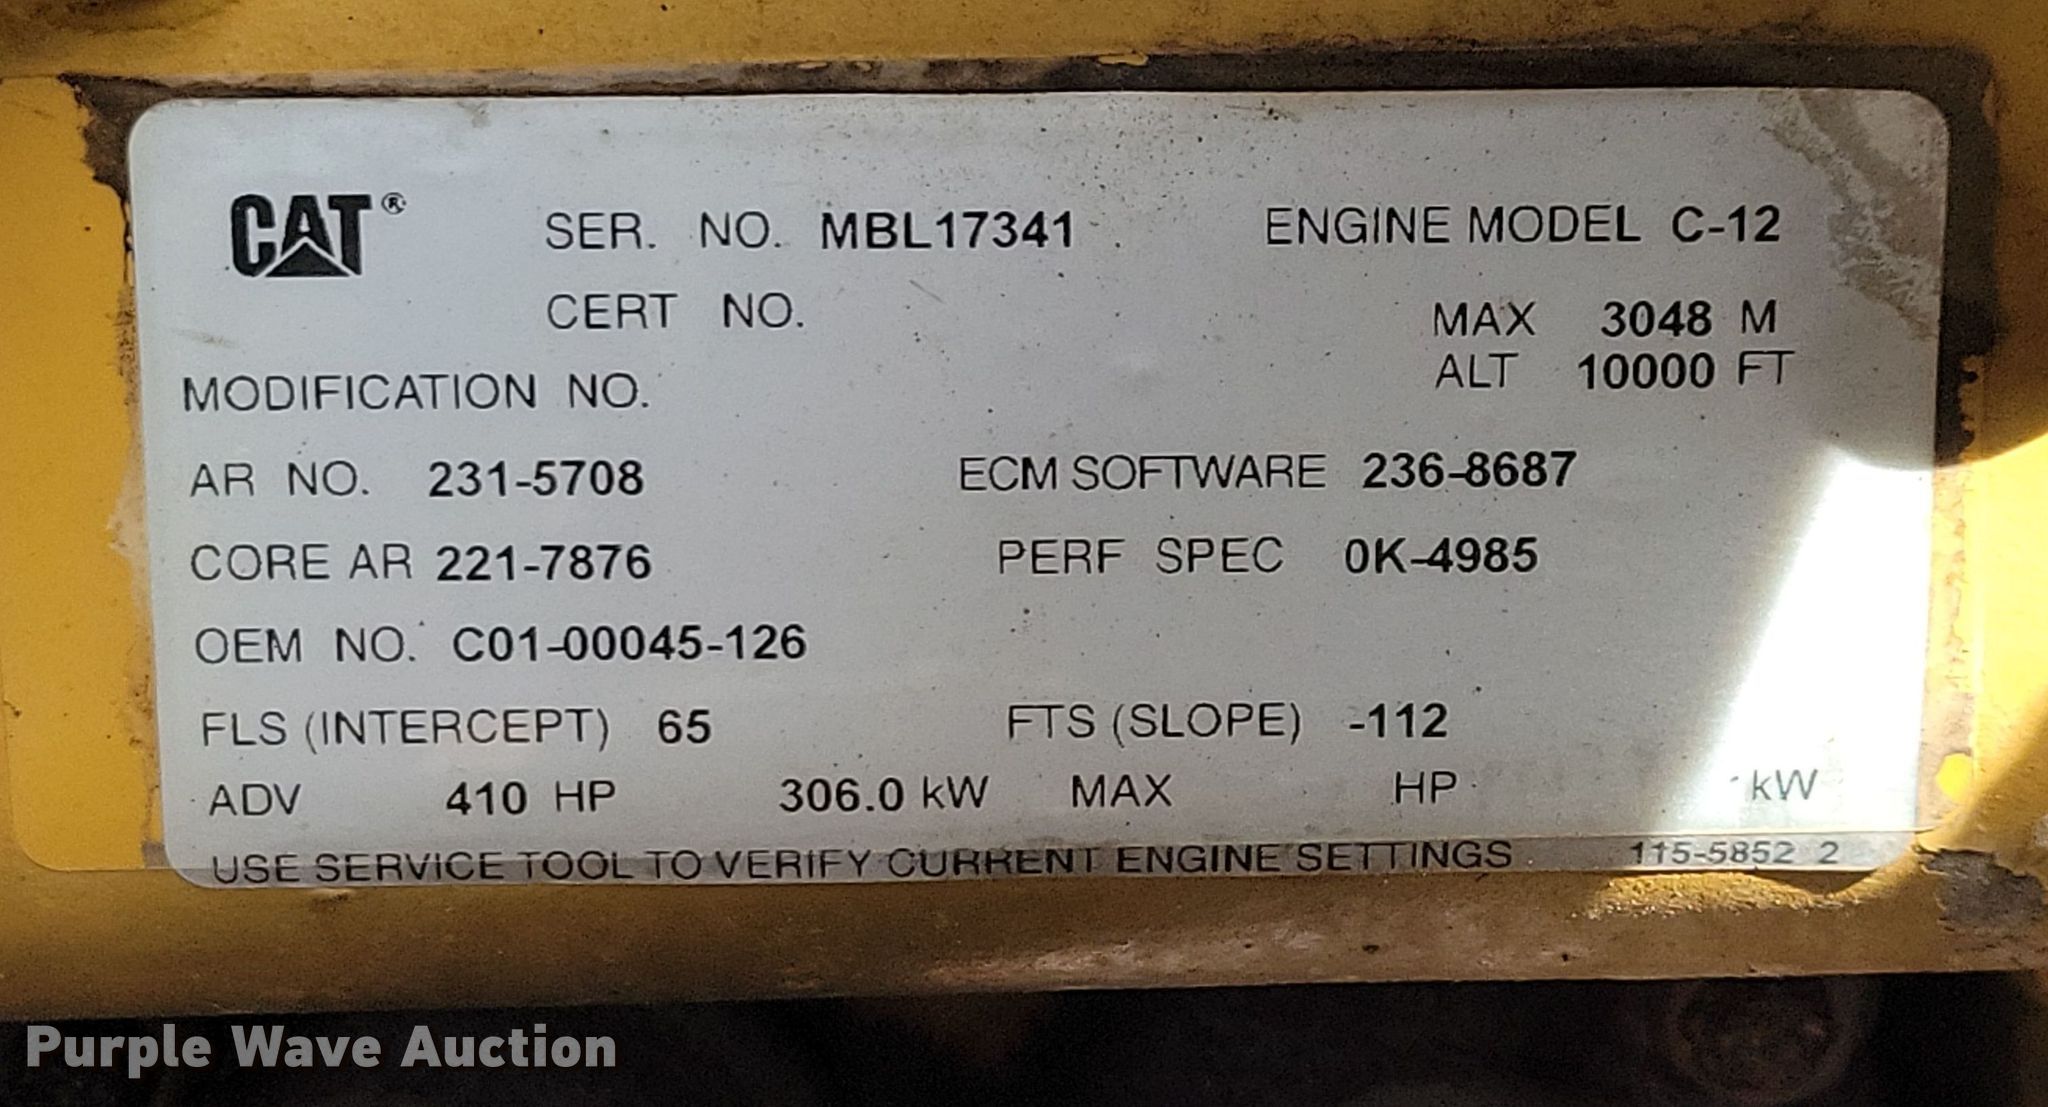 CAT® SER. NO. MBL17341 ENGINE MODEL C-12
CERT NO. MAX 3048 M
MODIFICATION NO. ALT 10000 FT
AR NO. 231-5708 ECM SOFTWARE 236-8687
CORE AR 221-7876 PERF SPEC 0K-4985
OEM NO. C01-00045-126
FLS (INTERCEPT) 65 FTS (SLOPE) -112
ADV 410 HP 306.0 kW MAX HP kW
USE SERVICE TOOL TO VERIFY CURRENT ENGINE SETTINGS 115-5852 2
Purple Wave Auction